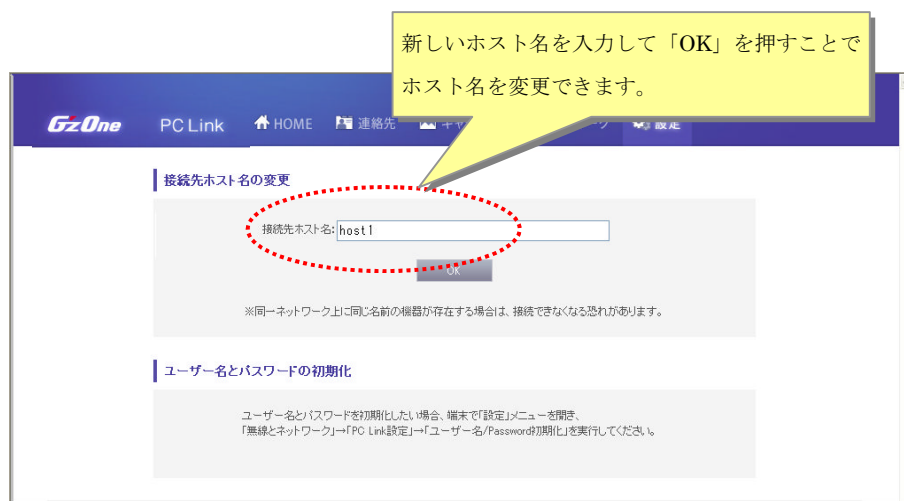 新しいホスト名を入力して「OK」を押すことで
ホスト名を変更できます。
G'zOne PC Link HOME 連絡先 設定
接続先ホスト名の変更
接続先ホスト名: host1
OK
※同一ネットワーク上に同じ名前の機器が存在する場合は、接続できなくなる恐れがあります。
ユーザー名とパスワードの初期化
ユーザー名とパスワードを初期化したい場合、端末で「設定」メニューを開き、
「無線とネットワーク」→「PC Link設定」→「ユーザー名/Password初期化」を実行してください。